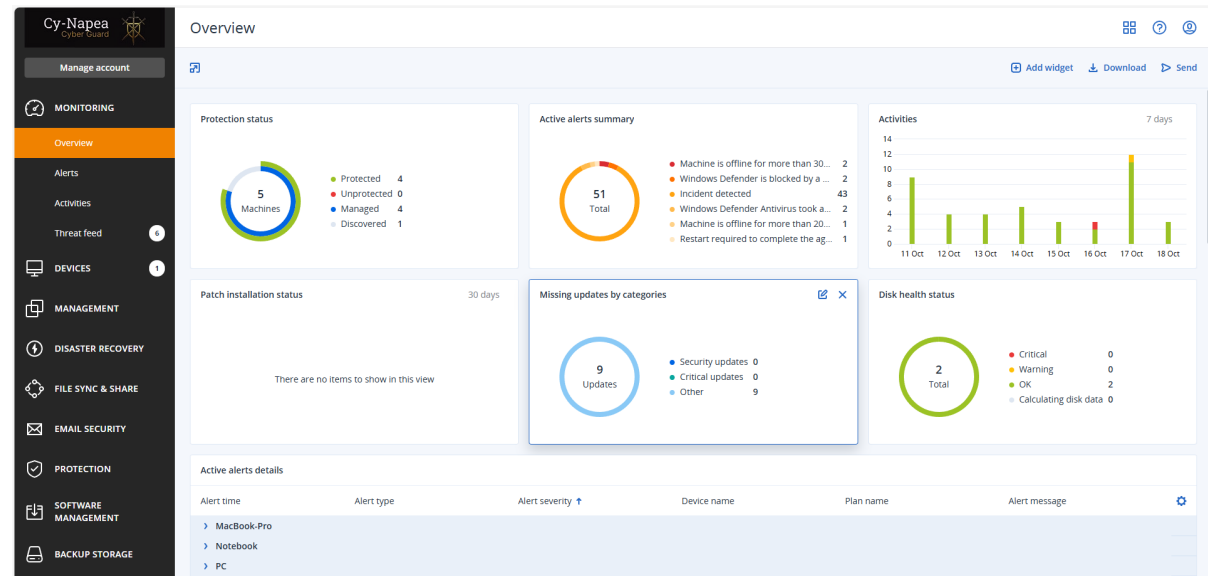 Cy-Napea
Cyber Guard
Manage account
MONITORING
Overview
Alerts
Activities
Threat feed 6
DEVICES 1
MANAGEMENT
DISASTER RECOVERY
FILE SYNC & SHARE
EMAIL SECURITY
PROTECTION
SOFTWARE
MANAGEMENT
BACKUP STORAGE
Overview
Add widget Download Send
Protection status
5
Machines
Protected 4
Unprotected 0
Managed 4
Discovered 1
Active alerts summary
51
Total
Machine is offline for more than 30... 2
Windows Defender is blocked by a ... 2
Incident detected 43
Windows Defender Antivirus took a... 2
Machine is offline for more than 20... 1
Restart required to complete the ag... 1
Activities 7 days
14
12
10
8
6
4
2
0
11 Oct 12 Oct 13 Oct 14 Oct 15 Oct 16 Oct 17 Oct 18 Oct
Patch installation status 30 days
There are no items to show in this view
Missing updates by categories
9
Updates
Security updates 0
Critical updates 0
Other 9
Disk health status
2
Total
Critical 0
Warning 0
OK 2
Calculating disk data 0
Active alerts details
Alert time Alert type Alert severity Device name Plan name Alert message
MacBook-Pro
Notebook
PC